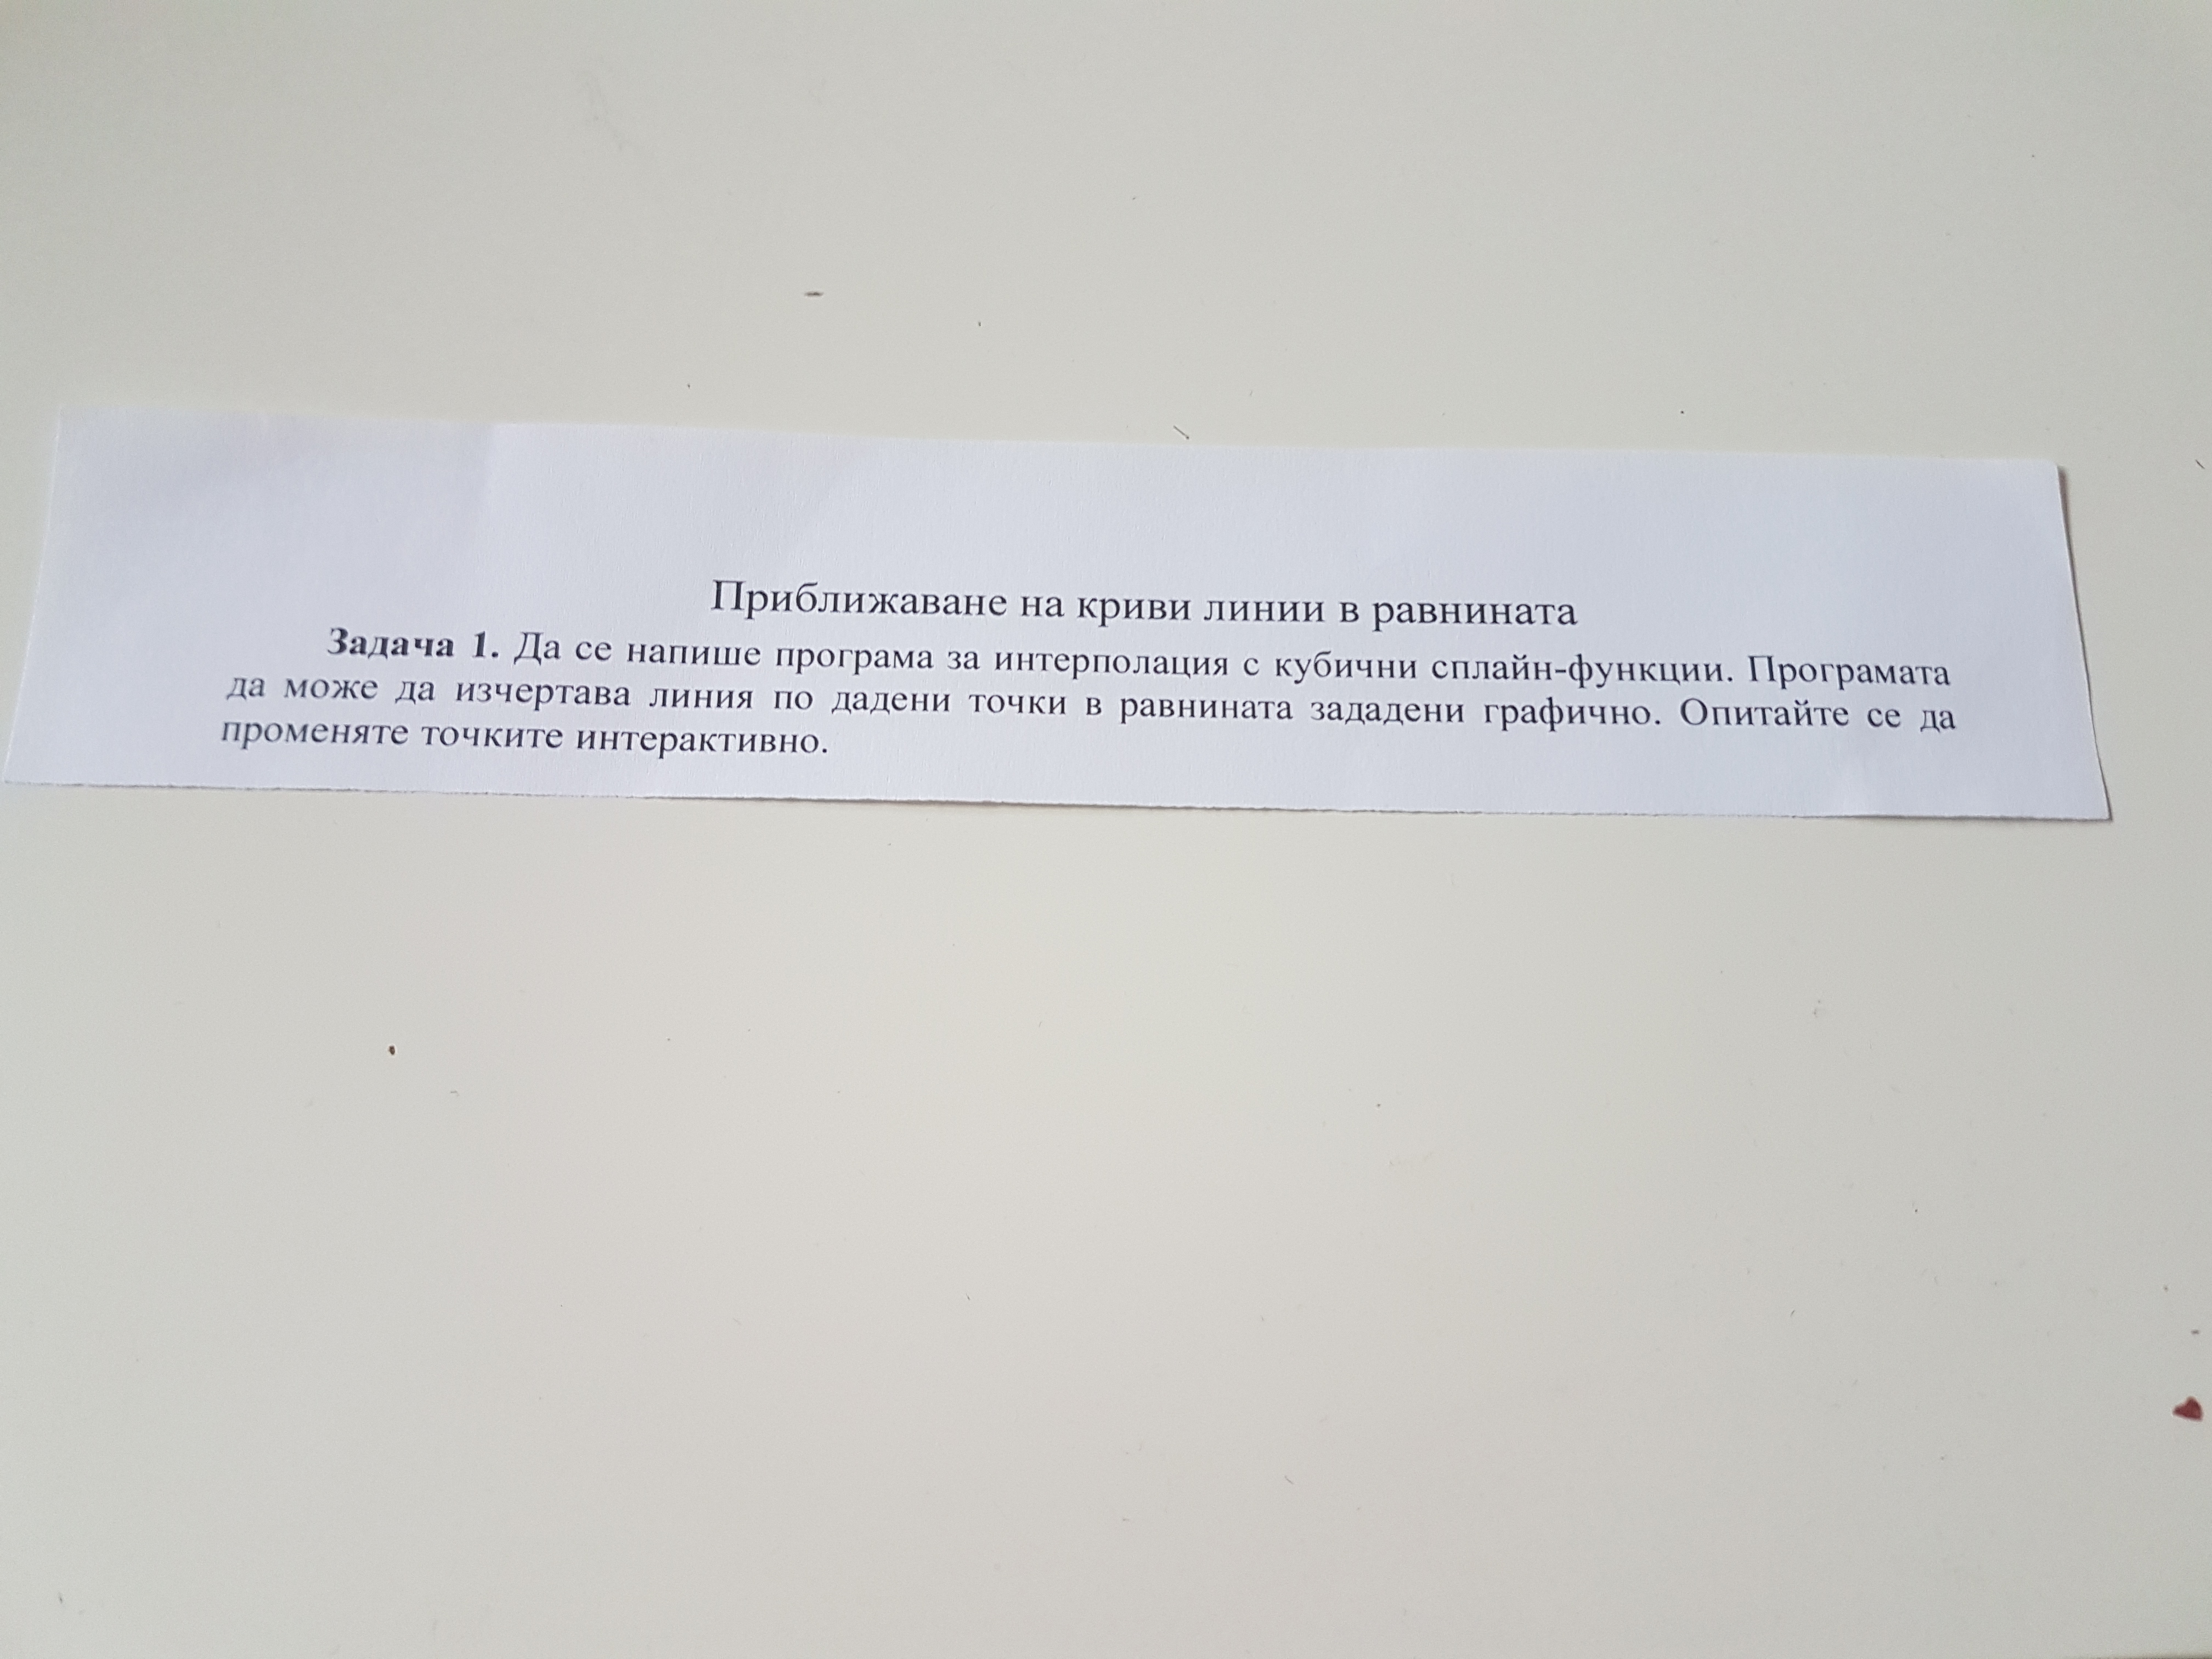 Приближаване на криви линии в равнината
Задача 1. Да се напише програма за интерполация с кубични сплайн-функции. Програмата
да може да изчертава линия по дадени точки в равнината зададени графично. Опитайте се да
променяте точките интерактивно.